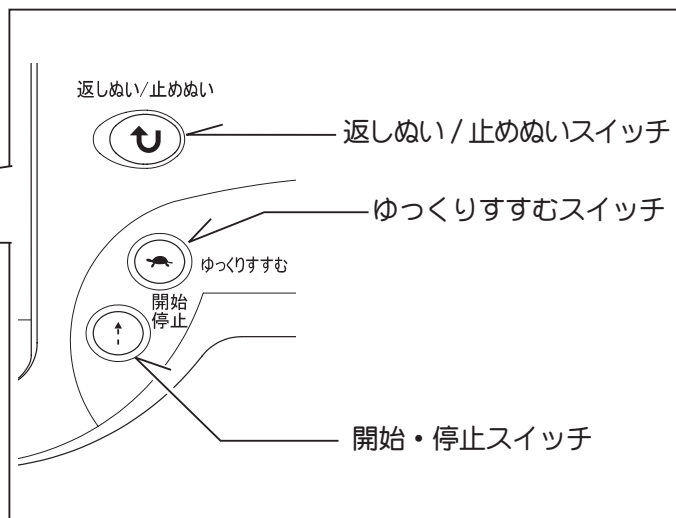 返しぬい/止めぬい
返しぬい/止めぬいスイッチ
ゆっくりすすむスイッチ
ゆっくりすすむ
開始
停止
開始・停止スイッチ